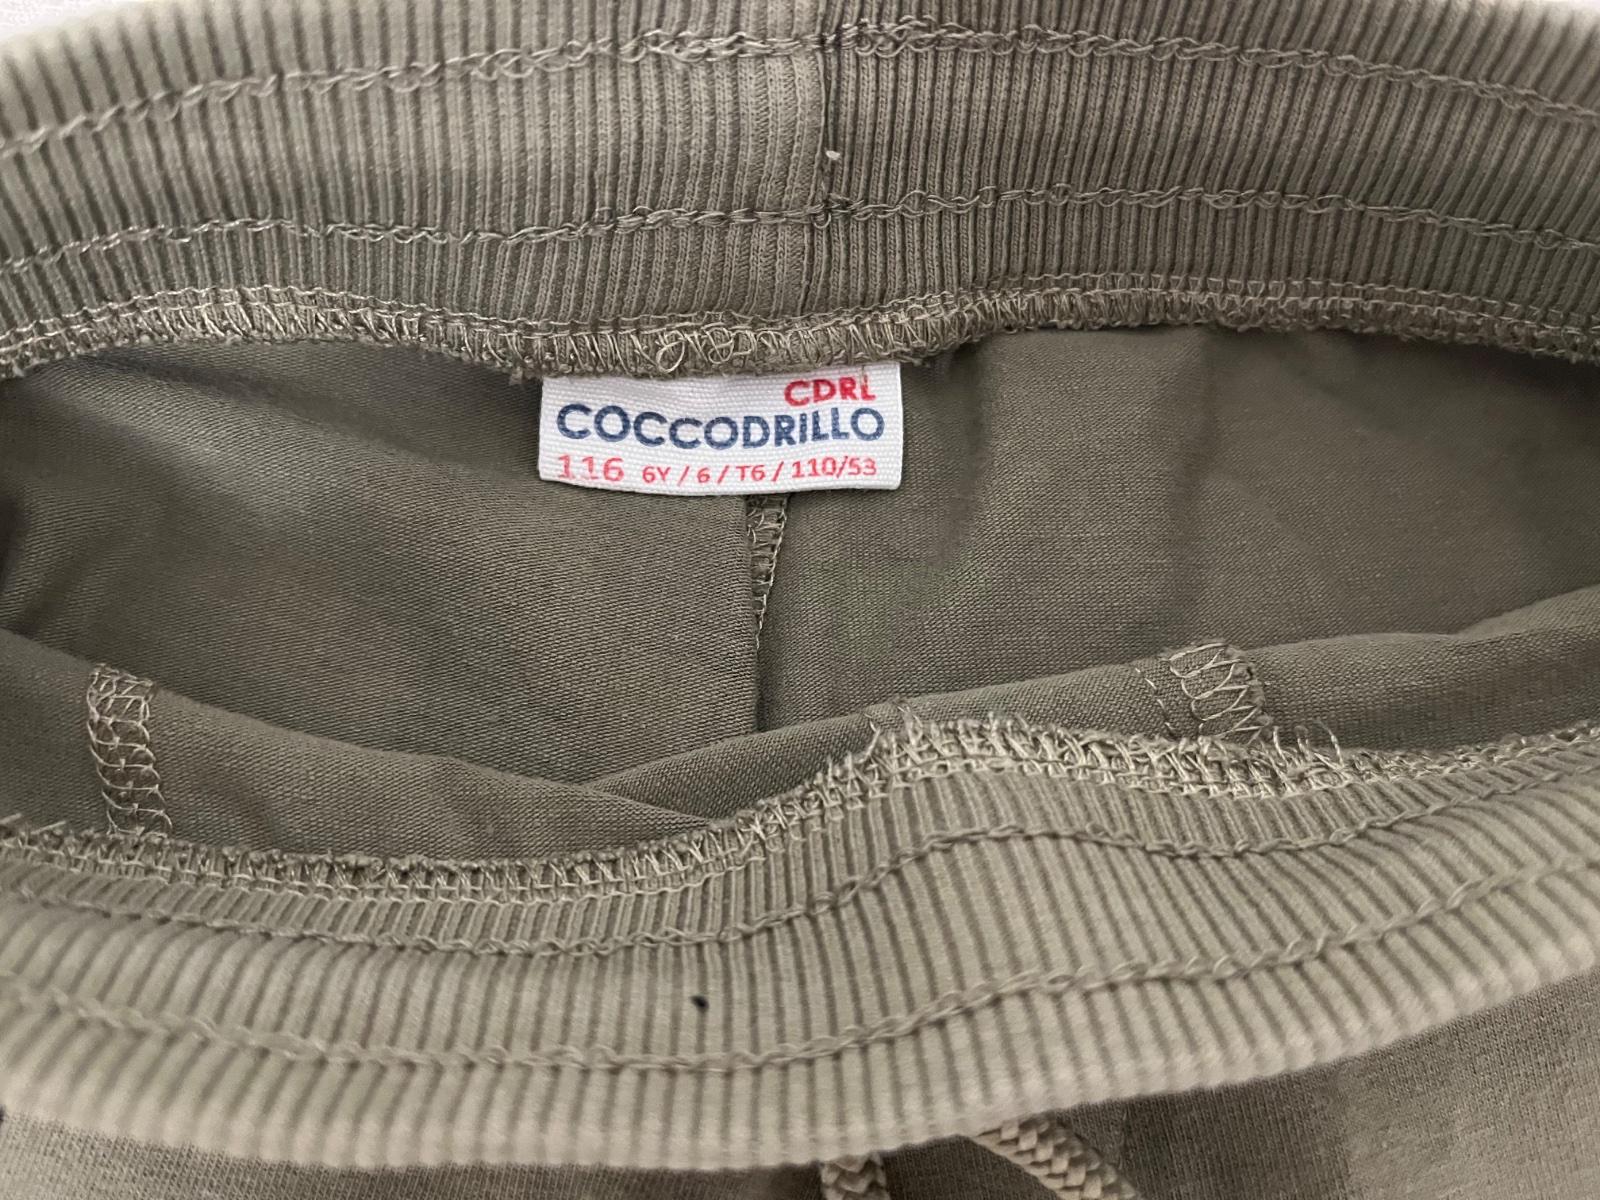 CDRL
COCCODRILLO
116 6Y / 6 / T6 / 110/53